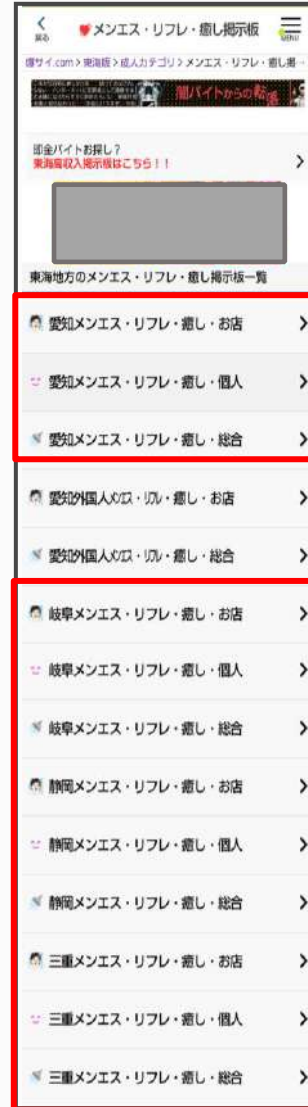 戻る
メンエス・リフレ・癒し掲示板
MENU
爆サイ.com > 東海版 > 成人カテゴリ > メンエス・リフレ・癒し掲…
闇バイトからの転落
即金バイトお探し?
東海高収入掲示板はこちら!!
東海地方のメンエス・リフレ・癒し掲示板一覧
愛知メンエス・リフレ・癒し・お店
愛知メンエス・リフレ・癒し・個人
愛知メンエス・リフレ・癒し・総合
愛知外国人メンエス・リフレ・癒し・お店
愛知外国人メンエス・リフレ・癒し・総合
岐阜メンエス・リフレ・癒し・お店
岐阜メンエス・リフレ・癒し・個人
岐阜メンエス・リフレ・癒し・総合
静岡メンエス・リフレ・癒し・お店
静岡メンエス・リフレ・癒し・個人
静岡メンエス・リフレ・癒し・総合
三重メンエス・リフレ・癒し・お店
三重メンエス・リフレ・癒し・個人
三重メンエス・リフレ・癒し・総合